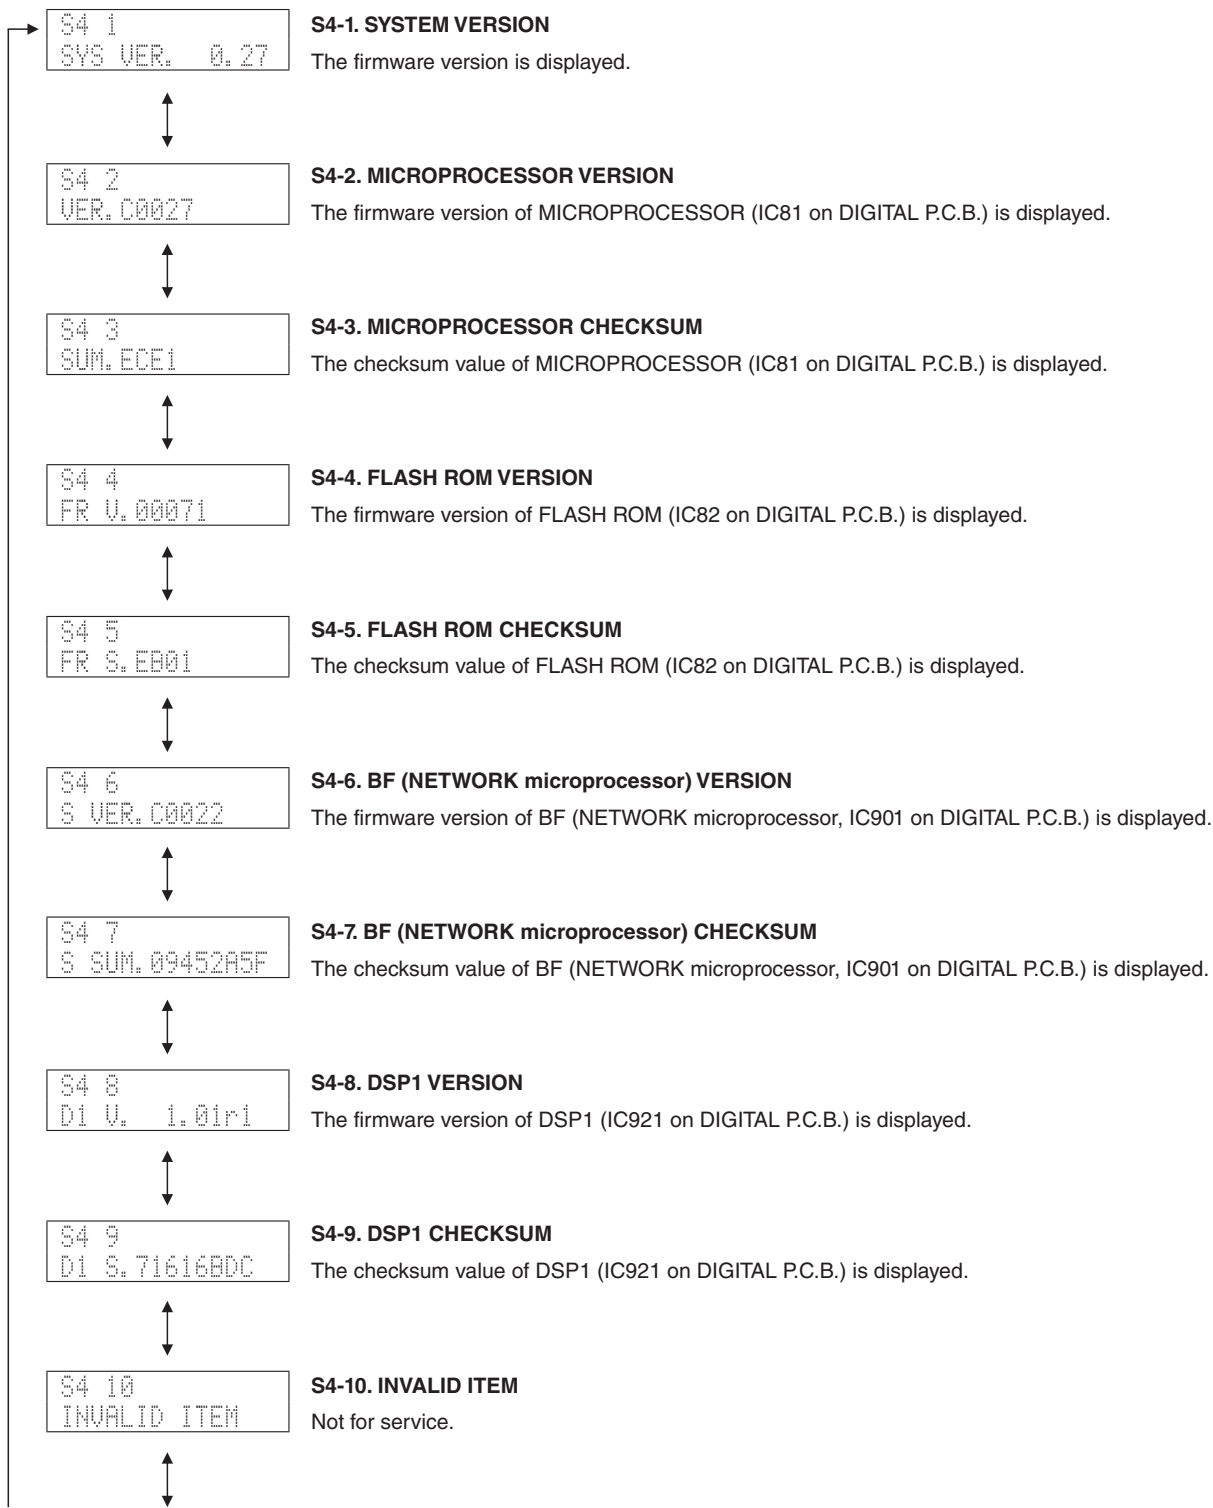 S4 1
SYS VER. 0.27
S4-1. SYSTEM VERSION
The firmware version is displayed.
S4 2
VER.C0027
S4-2. MICROPROCESSOR VERSION
The firmware version of MICROPROCESSOR (IC81 on DIGITAL P.C.B.) is displayed.
S4 3
SUM.ECE1
S4-3. MICROPROCESSOR CHECKSUM
The checksum value of MICROPROCESSOR (IC81 on DIGITAL P.C.B.) is displayed.
S4 4
FR V.00071
S4-4. FLASH ROM VERSION
The firmware version of FLASH ROM (IC82 on DIGITAL P.C.B.) is displayed.
S4 5
FR S.EB01
S4-5. FLASH ROM CHECKSUM
The checksum value of FLASH ROM (IC82 on DIGITAL P.C.B.) is displayed.
S4 6
S VER.C0022
S4-6. BF (NETWORK microprocessor) VERSION
The firmware version of BF (NETWORK microprocessor, IC901 on DIGITAL P.C.B.) is displayed.
S4 7
S SUM.09452A5F
S4-7. BF (NETWORK microprocessor) CHECKSUM
The checksum value of BF (NETWORK microprocessor, IC901 on DIGITAL P.C.B.) is displayed.
S4 8
D1 V. 1.01r1
S4-8. DSP1 VERSION
The firmware version of DSP1 (IC921 on DIGITAL P.C.B.) is displayed.
S4 9
D1 S.71616BDC
S4-9. DSP1 CHECKSUM
The checksum value of DSP1 (IC921 on DIGITAL P.C.B.) is displayed.
S4 10
INVALID ITEM
S4-10. INVALID ITEM
Not for service.